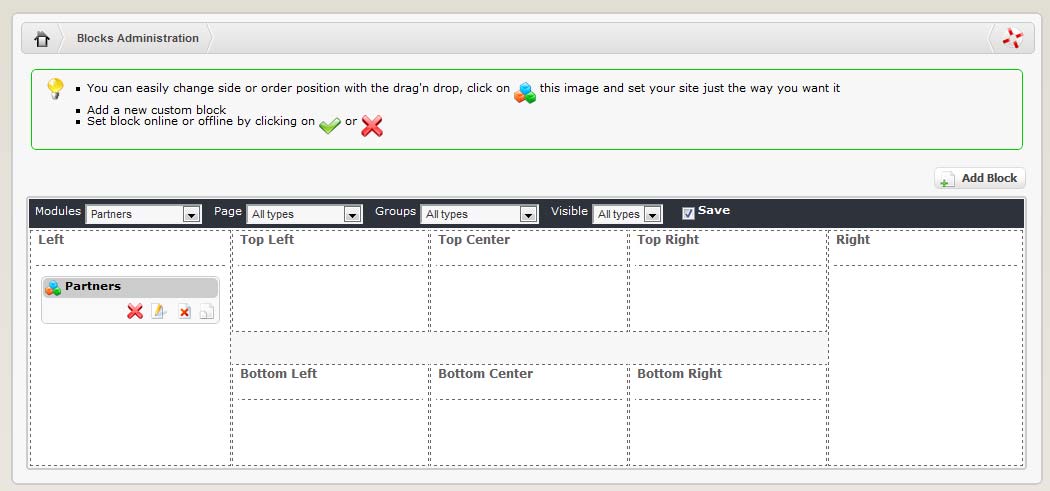 Blocks Administration
You can easily change side or order position with the drag'n drop, click on this image and set your site just the way you want it
Add a new custom block
Set block online or offline by clicking on or
Add Block
Modules Partners Page All types Groups All types Visible All types Save
Left Top Left Top Center Top Right Right
Partners
Bottom Left Bottom Center Bottom Right